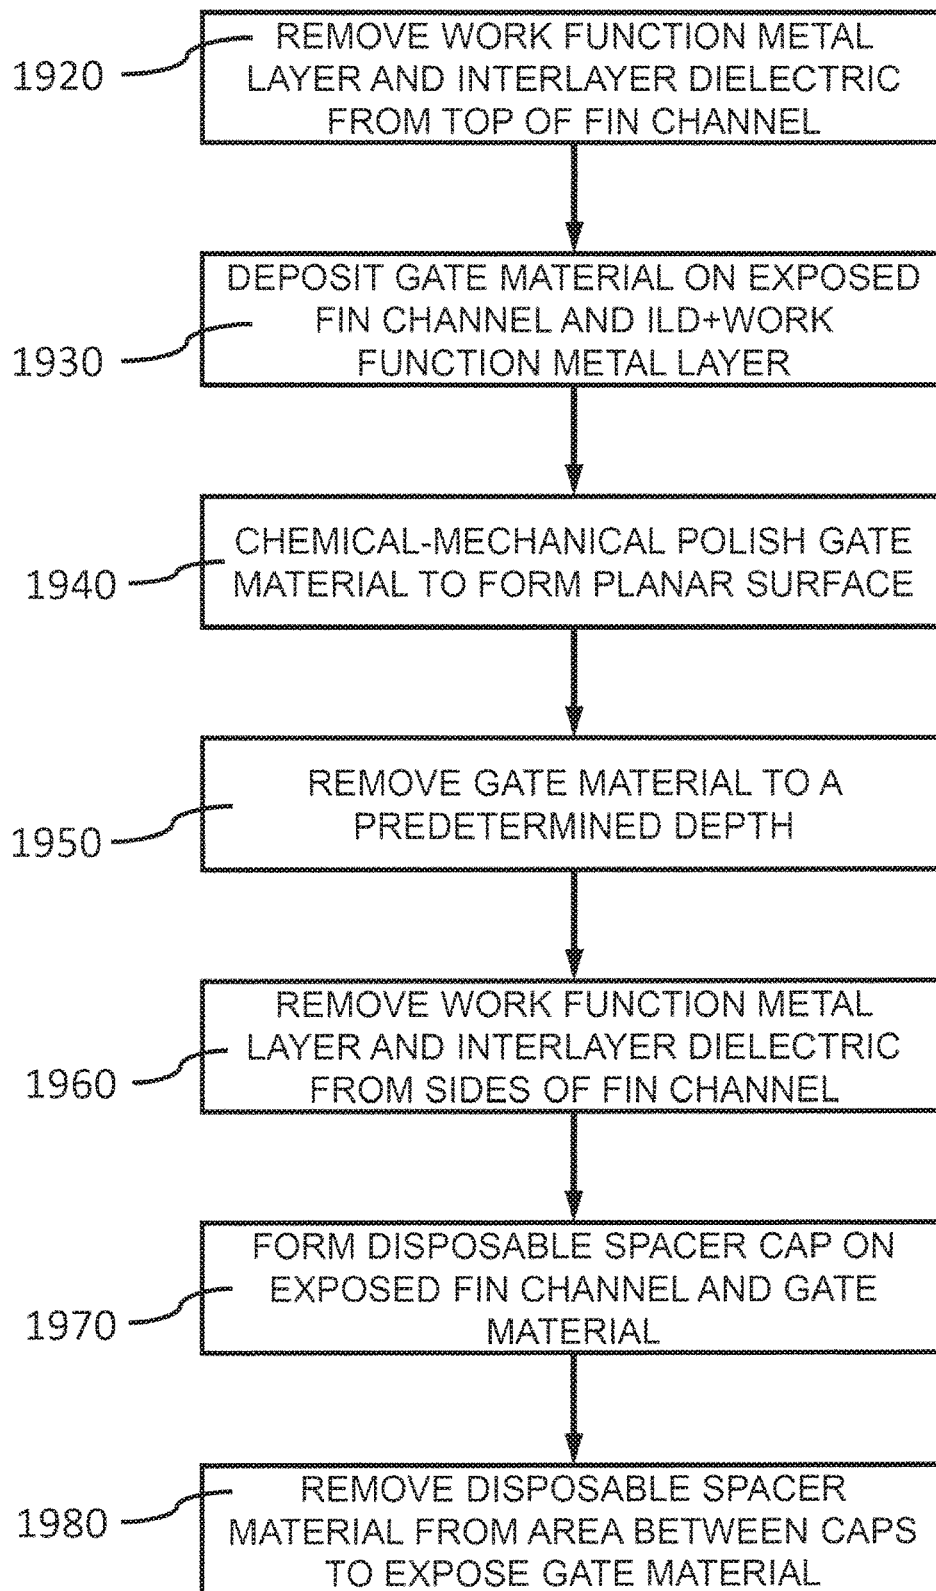 1920
REMOVE WORK FUNCTION METAL
LAYER AND INTERLAYER DIELECTRIC
FROM TOP OF FIN CHANNEL
1930
DEPOSIT GATE MATERIAL ON EXPOSED
FIN CHANNEL AND ILD+WORK
FUNCTION METAL LAYER
1940
CHEMICAL-MECHANICAL POLISH GATE
MATERIAL TO FORM PLANAR SURFACE
1950
REMOVE GATE MATERIAL TO A
PREDETERMINED DEPTH
1960
REMOVE WORK FUNCTION METAL
LAYER AND INTERLAYER DIELECTRIC
FROM SIDES OF FIN CHANNEL
1970
FORM DISPOSABLE SPACER CAP ON
EXPOSED FIN CHANNEL AND GATE
MATERIAL
1980
REMOVE DISPOSABLE SPACER
MATERIAL FROM AREA BETWEEN CAPS
TO EXPOSE GATE MATERIAL